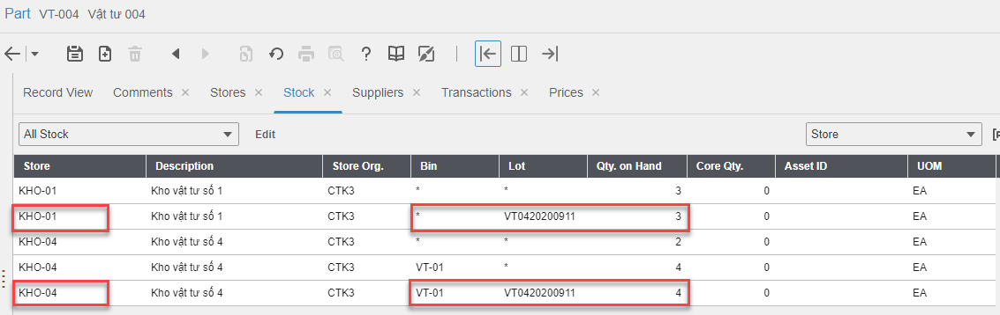 Part VT-004 Vật tư 004
Record View Comments Stores Stock Suppliers Transactions Prices
All Stock Edit Store
Store Description Store Org. Bin Lot Qty. on Hand Core Qty. Asset ID UOM
KHO-01 Kho vật tư số 1 CTK3 * * 3 0 EA
KHO-01 Kho vật tư số 1 CTK3 * VT0420200911 3 0 EA
KHO-04 Kho vật tư số 4 CTK3 * * 2 0 EA
KHO-04 Kho vật tư số 4 CTK3 VT-01 * 4 0 EA
KHO-04 Kho vật tư số 4 CTK3 VT-01 VT0420200911 4 0 EA